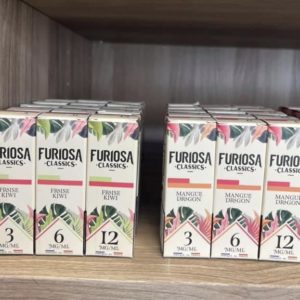 FURIOSA
CLASSICS
FRAISE
KIWI
3
MG/ML
FURIOSA
CLASSICS
FRAISE
KIWI
6
MG/ML
FURIOSA
CLASSICS
FRAISE
KIWI
12
MG/ML
FURIOSA
CLASSICS
MANGUE
DRAGON
3
MG/ML
FURIOSA
CLASSICS
MANGUE
DRAGON
6
MG/ML
FURIOSA
CLASSICS
MANGUE
DRAGON
12
MG/ML